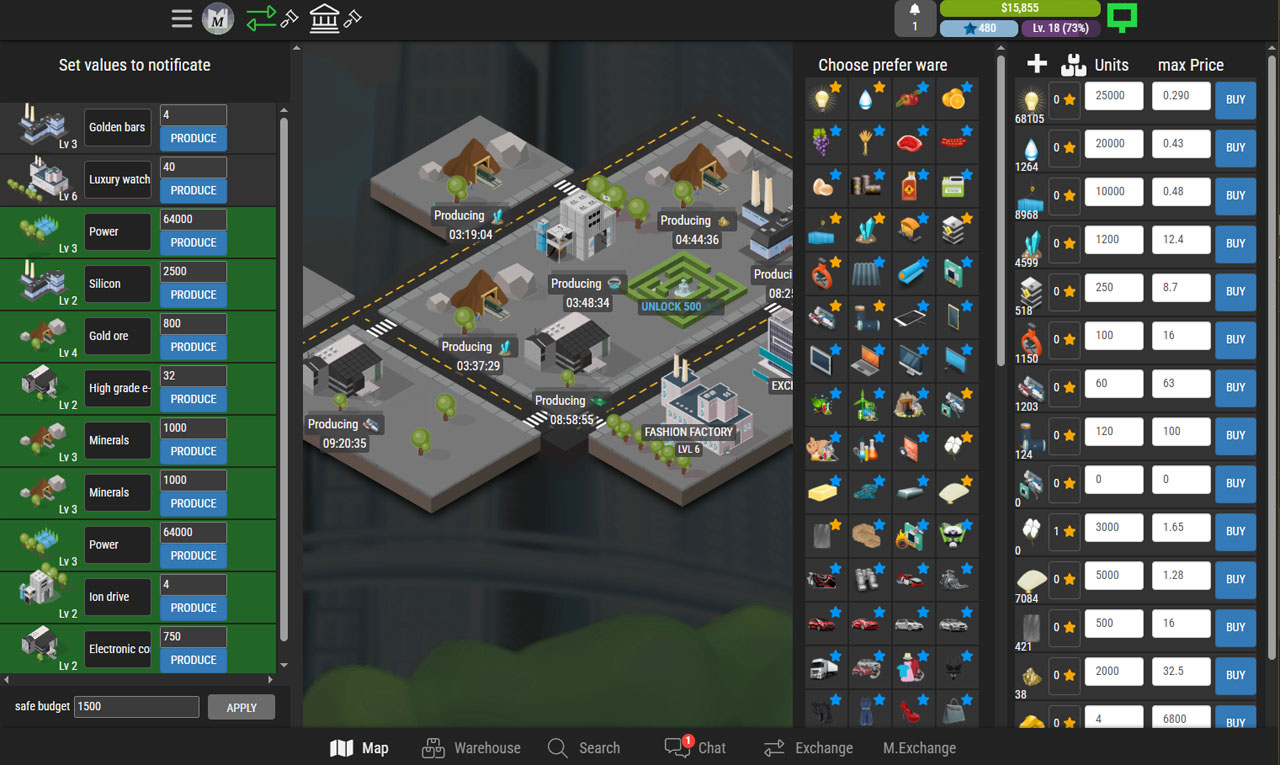 M
1
$15,855
480
Lv. 18 (73%)
Set values to notificate
Lv 3
Golden bars
4
PRODUCE
Lv 6
Luxury watch
40
PRODUCE
Lv 3
Power
64000
PRODUCE
Lv 2
Silicon
2500
PRODUCE
Lv 4
Gold ore
800
PRODUCE
Lv 2
High grade e-
32
PRODUCE
Lv 3
Minerals
1000
PRODUCE
Lv 3
Minerals
1000
PRODUCE
Lv 3
Power
64000
PRODUCE
Lv 2
Ion drive
4
PRODUCE
Lv 2
Electronic co
750
PRODUCE
safe budget
1500
APPLY
Producing
03:19:04
Producing
04:44:36
Producing
03:48:34
Produci
08:25
UNLOCK 500
Producing
03:37:29
EXCI
Producing
08:58:55
Producing
09:20:35
FASHION FACTORY
LVL 6
Choose prefer ware
Units
max Price
68105
0
25000
0.290
BUY
1264
0
20000
0.43
BUY
8968
0
10000
0.48
BUY
4599
0
1200
12.4
BUY
518
0
250
8.7
BUY
1150
0
100
16
BUY
1203
0
60
63
BUY
124
0
120
100
BUY
0
0
0
0
BUY
0
1
3000
1.65
BUY
7084
0
5000
1.28
BUY
421
0
500
16
BUY
38
0
2000
32.5
BUY
0
4
6800
BUY
Map
Warehouse
Search
1
Chat
Exchange
M.Exchange